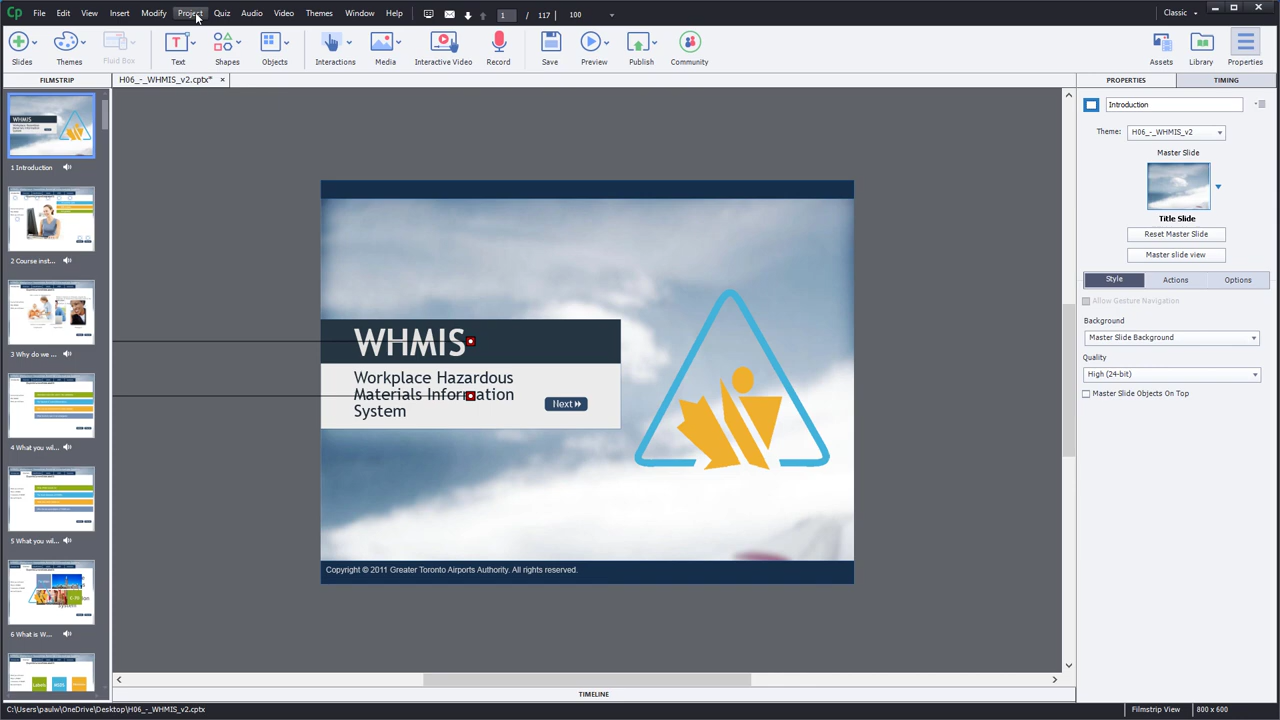 Cp File Edit View Insert Modify Project Quiz Audio Video Themes Window Help 1 / 117 100 Classic
Slides Themes Fluid Box Text Shapes Objects Interactions Media Interactive Video Record Save Preview Publish Community Assets Library Properties
FILMSTRIP H06_-_WHMIS_v2.cptx* × PROPERTIES TIMING
Introduction
Theme: H06_-_WHMIS_v2
Master Slide
Title Slide
Reset Master Slide
Master slide view
Style Actions Options
Allow Gesture Navigation
Background
Master Slide Background
Quality
High (24-bit)
Master Slide Objects On Top
WHMIS
1 Introduction
2 Course inst...
3 Why do we ...
4 What you wil...
5 What you wil...
6 What is W...
Labels MSDS
WHMIS
Workplace Hazardous
Materials Information
System
Next
Copyright © 2011 Greater Toronto Airports Authority. All rights reserved.
TIMELINE
C:\Users\paulw\OneDrive\Desktop\H06_-_WHMIS_v2.cptx Filmstrip View 800 x 600